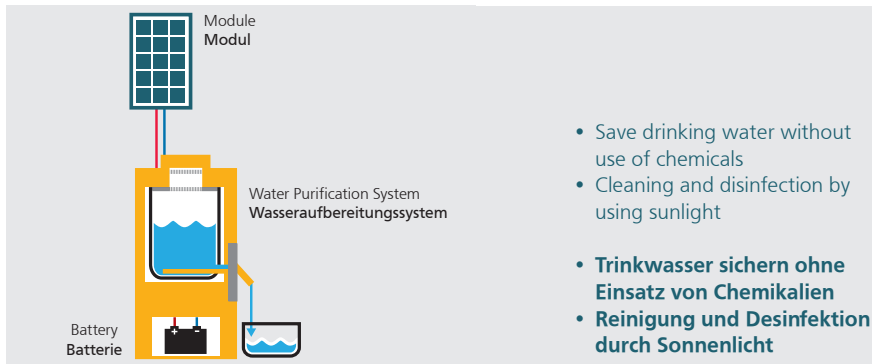 Module
Modul
Water Purification System
Wasseraufbereitungssystem
Battery
Batterie
+ −
• Save drinking water without
use of chemicals
• Cleaning and disinfection by
using sunlight
• Trinkwasser sichern ohne
Einsatz von Chemikalien
• Reinigung und Desinfektion
durch Sonnenlicht